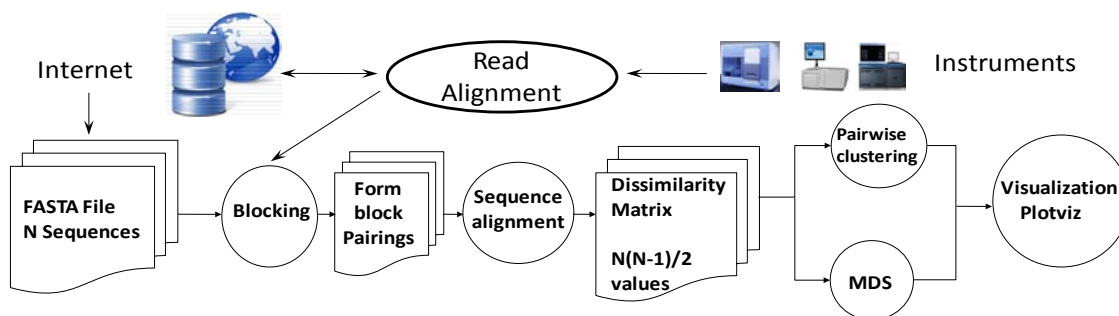 Internet
Read
Alignment
Instruments
FASTA File
N Sequences
Blocking
Form
block
Pairings
Sequence
alignment
Dissimilarity
Matrix
N(N-1)/2
values
Pairwise
clustering
MDS
Visualization
Plotviz